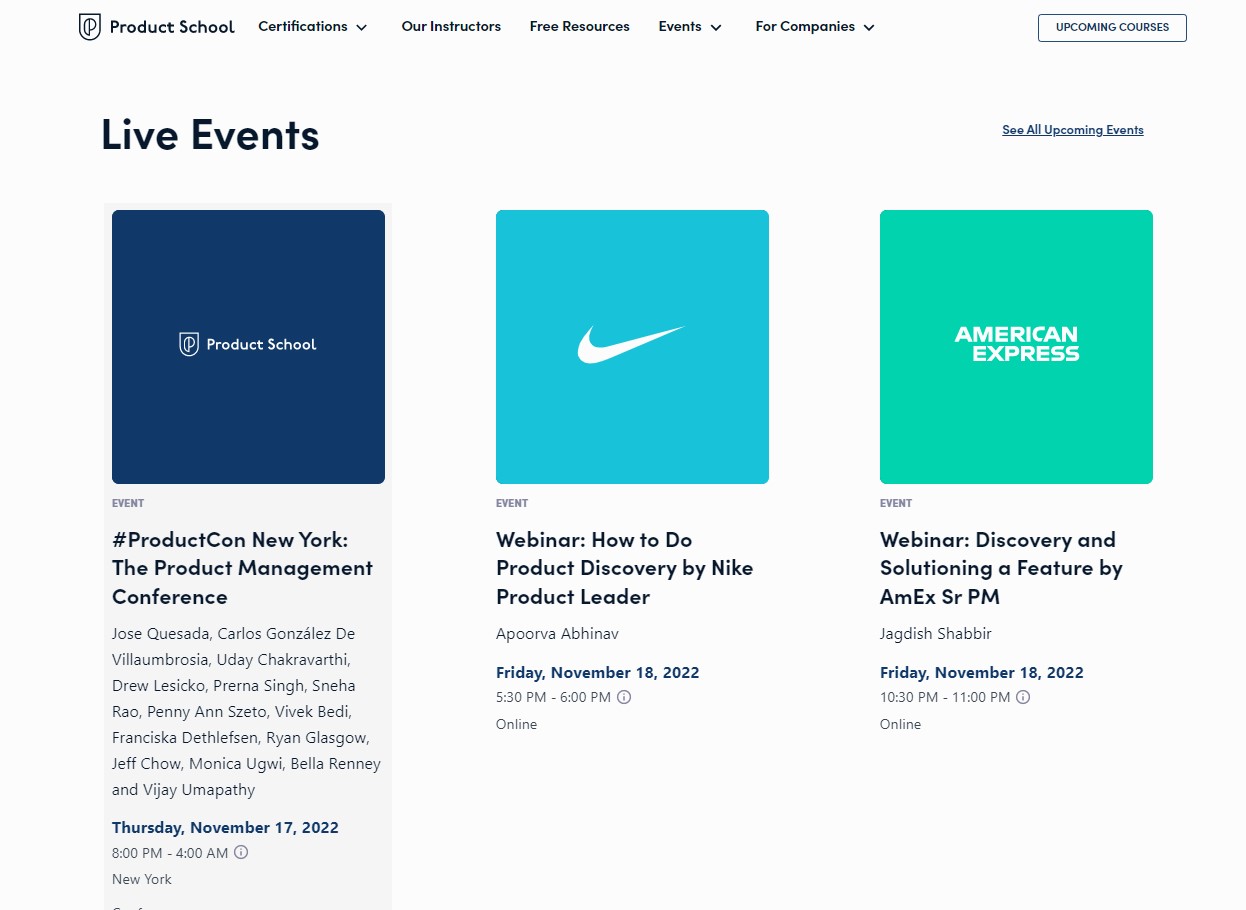 Product School
Certifications
Our Instructors
Free Resources
Events
For Companies
UPCOMING COURSES
Live Events
See All Upcoming Events
Product School
EVENT
#ProductCon New York:
The Product Management
Conference
Jose Quesada, Carlos González De
Villaumbrosia, Uday Chakravarthi,
Drew Lesicko, Prerna Singh, Sneha
Rao, Penny Ann Szeto, Vivek Bedi,
Franciska Dethlefsen, Ryan Glasgow,
Jeff Chow, Monica Ugwi, Bella Renney
and Vijay Umapathy
Thursday, November 17, 2022
8:00 PM - 4:00 AM
New York
EVENT
Webinar: How to Do
Product Discovery by Nike
Product Leader
Apoorva Abhinav
Friday, November 18, 2022
5:30 PM - 6:00 PM
Online
AMERICAN
EXPRESS
EVENT
Webinar: Discovery and
Solutioning a Feature by
AmEx Sr PM
Jagdish Shabbir
Friday, November 18, 2022
10:30 PM - 11:00 PM
Online